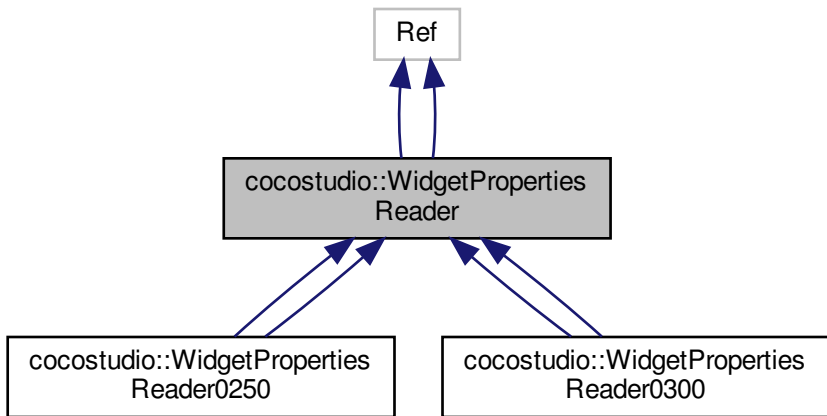 Ref
cocostudio::WidgetProperties
Reader
cocostudio::WidgetProperties
Reader0250
cocostudio::WidgetProperties
Reader0300